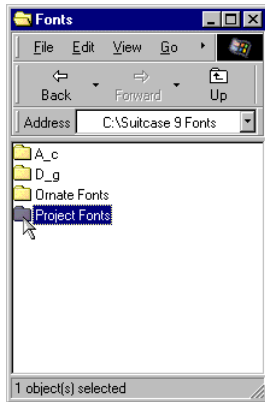 Fonts
File Edit View Go
Back Forward Up
Address C:\Suitcase 9 Fonts
A_c
D_g
Ornate Fonts
Project Fonts
1 object(s) selected